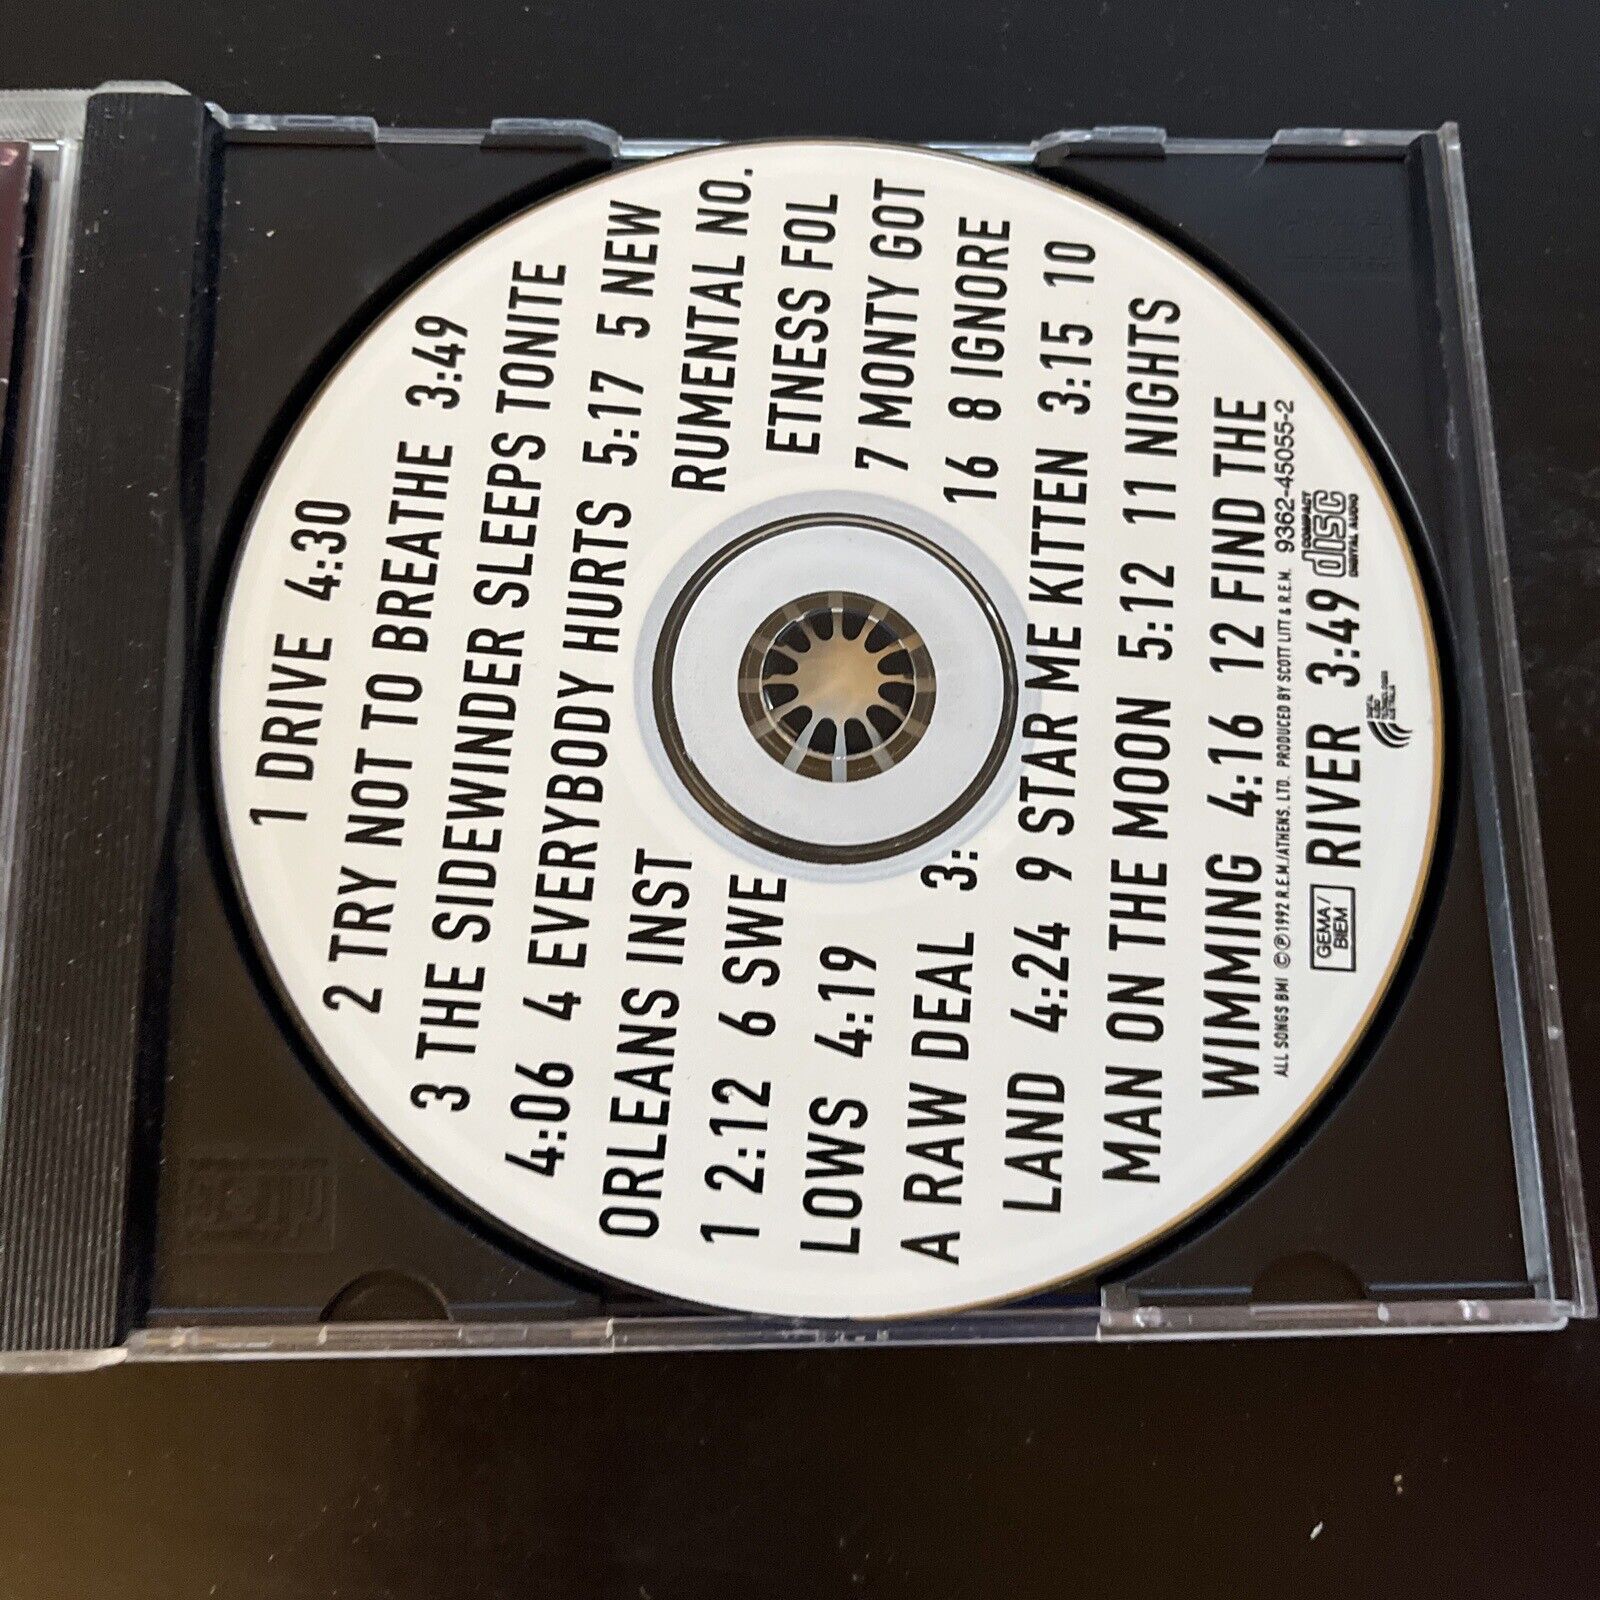 1 DRIVE 4:30
2 TRY NOT TO BREATHE 3:49
3 THE SIDEWINDER SLEEPS TONITE
4:06 4 EVERYBODY HURTS 5:17 5 NEW
ORLEANS INST RUMENTAL NO.
1 2:12 6 SWE ETNESS FOL
LOWS 4:19 7 MONTY GOT
A RAW DEAL 3: 16 8 IGNORE
LAND 4:24 9 STAR ME KITTEN 3:15 10
MAN ON THE MOON 5:12 11 NIGHTS
WIMMING 4:16 12 FIND THE
ALL SONGS BMI ©℗1992 R.E.M./ATHENS. LTD. PRODUCED BY SCOTT LITT & R.E.M. 9362-45055-2
GEMA/
BIEM
RIVER 3:49
COMPACT
disc
DIGITAL AUDIO